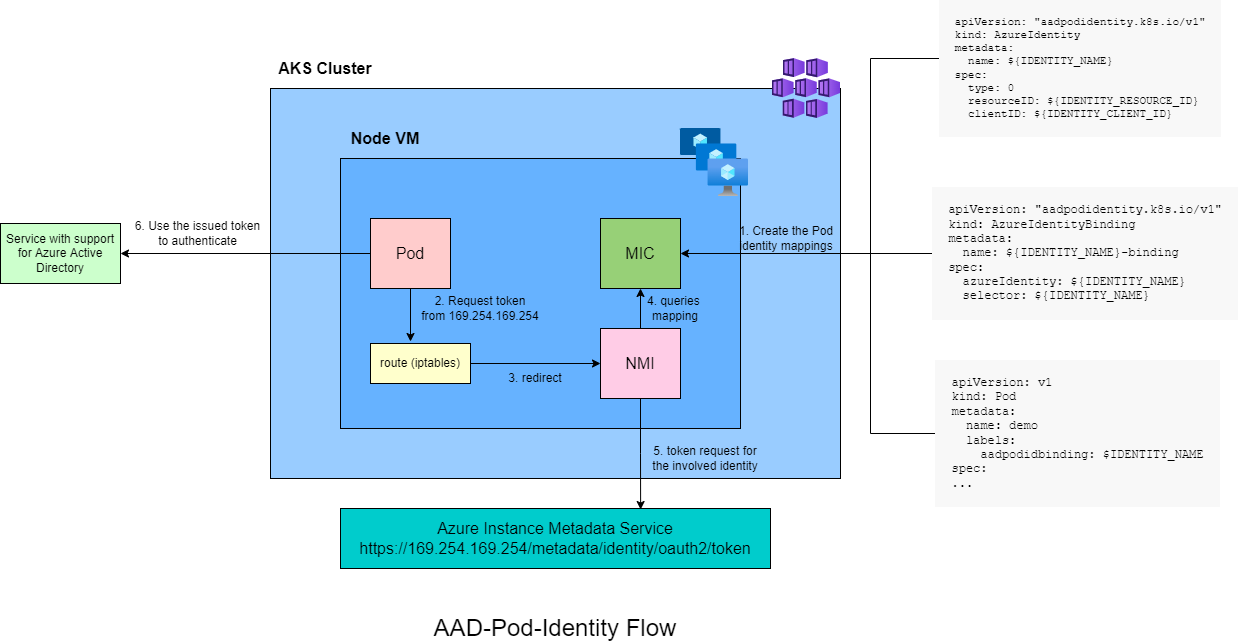 apiVersion: "aadpodidentity.k8s.io/v1"
kind: AzureIdentity
metadata:
  name: ${IDENTITY_NAME}
spec:
  type: 0
  resourceID: ${IDENTITY_RESOURCE_ID}
  clientID: ${IDENTITY_CLIENT_ID}
AKS Cluster
Node VM
apiVersion: "aadpodidentity.k8s.io/v1"
kind: AzureIdentityBinding
metadata:
  name: ${IDENTITY_NAME}-binding
spec:
  azureIdentity: ${IDENTITY_NAME}
  selector: ${IDENTITY_NAME}
Service with support
for Azure Active
Directory
6. Use the issued token
to authenticate
Pod
MIC
1. Create the Pod
identity mappings
2. Request token
from 169.254.169.254
4. queries
mapping
route (iptables)
3. redirect
NMI
apiVersion: v1
kind: Pod
metadata:
  name: demo
  labels:
    aadpodidbinding: $IDENTITY_NAME
spec:
...
5. token request for
the involved identity
Azure Instance Metadata Service
https://169.254.169.254/metadata/identity/oauth2/token
AAD-Pod-Identity Flow